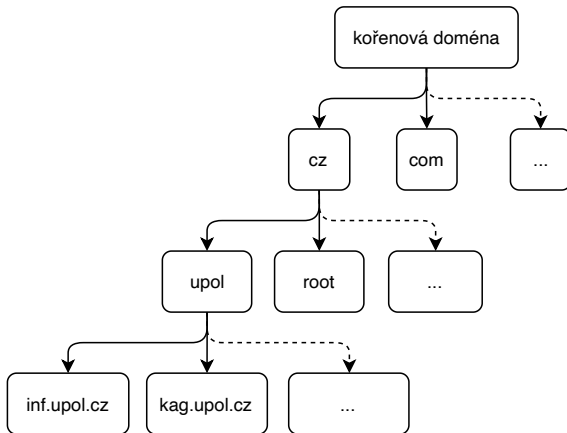 kořenová doména
cz
com
...
upol
root
...
inf.upol.cz
kag.upol.cz
...